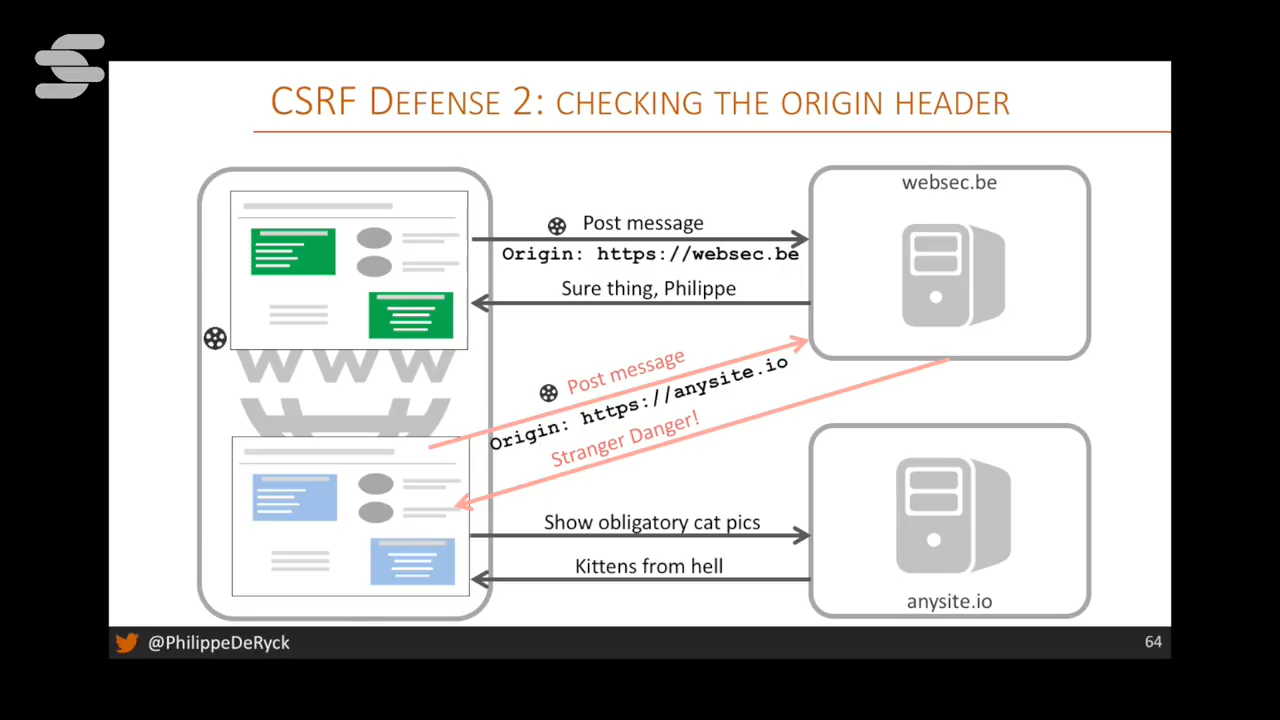 CSRF DEFENSE 2: CHECKING THE ORIGIN HEADER
websec.be
Post message
Origin: https://websec.be
Sure thing, Philippe
WWW
Post message
Origin: https://anysite.io
Stranger Danger!
Show obligatory cat pics
Kittens from hell
anysite.io
@PhilippeDeRyck
64